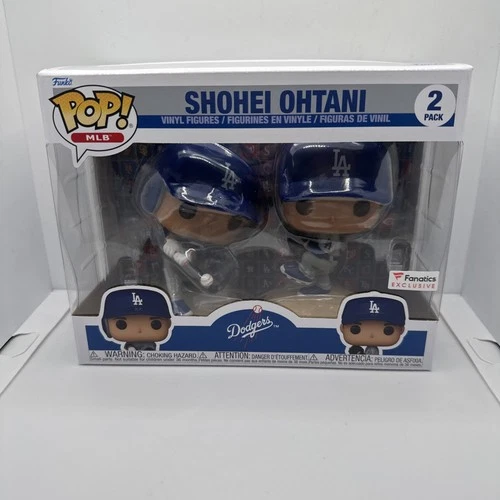 Funko
POP!
MLB
SHOHEI OHTANI
VINYL FIGURES / FIGURINES EN VINYLE / FIGURAS DE VINIL
2
PACK
LA
LA
Fanatics
EXCLUSIVE
LA
LA
Dodgers
WARNING: CHOKING HAZARD.
ATTENTION: DANGER D'ÉTOUFFEMENT.
ADVERTENCIA: PELIGRO DE ASFIXIA.